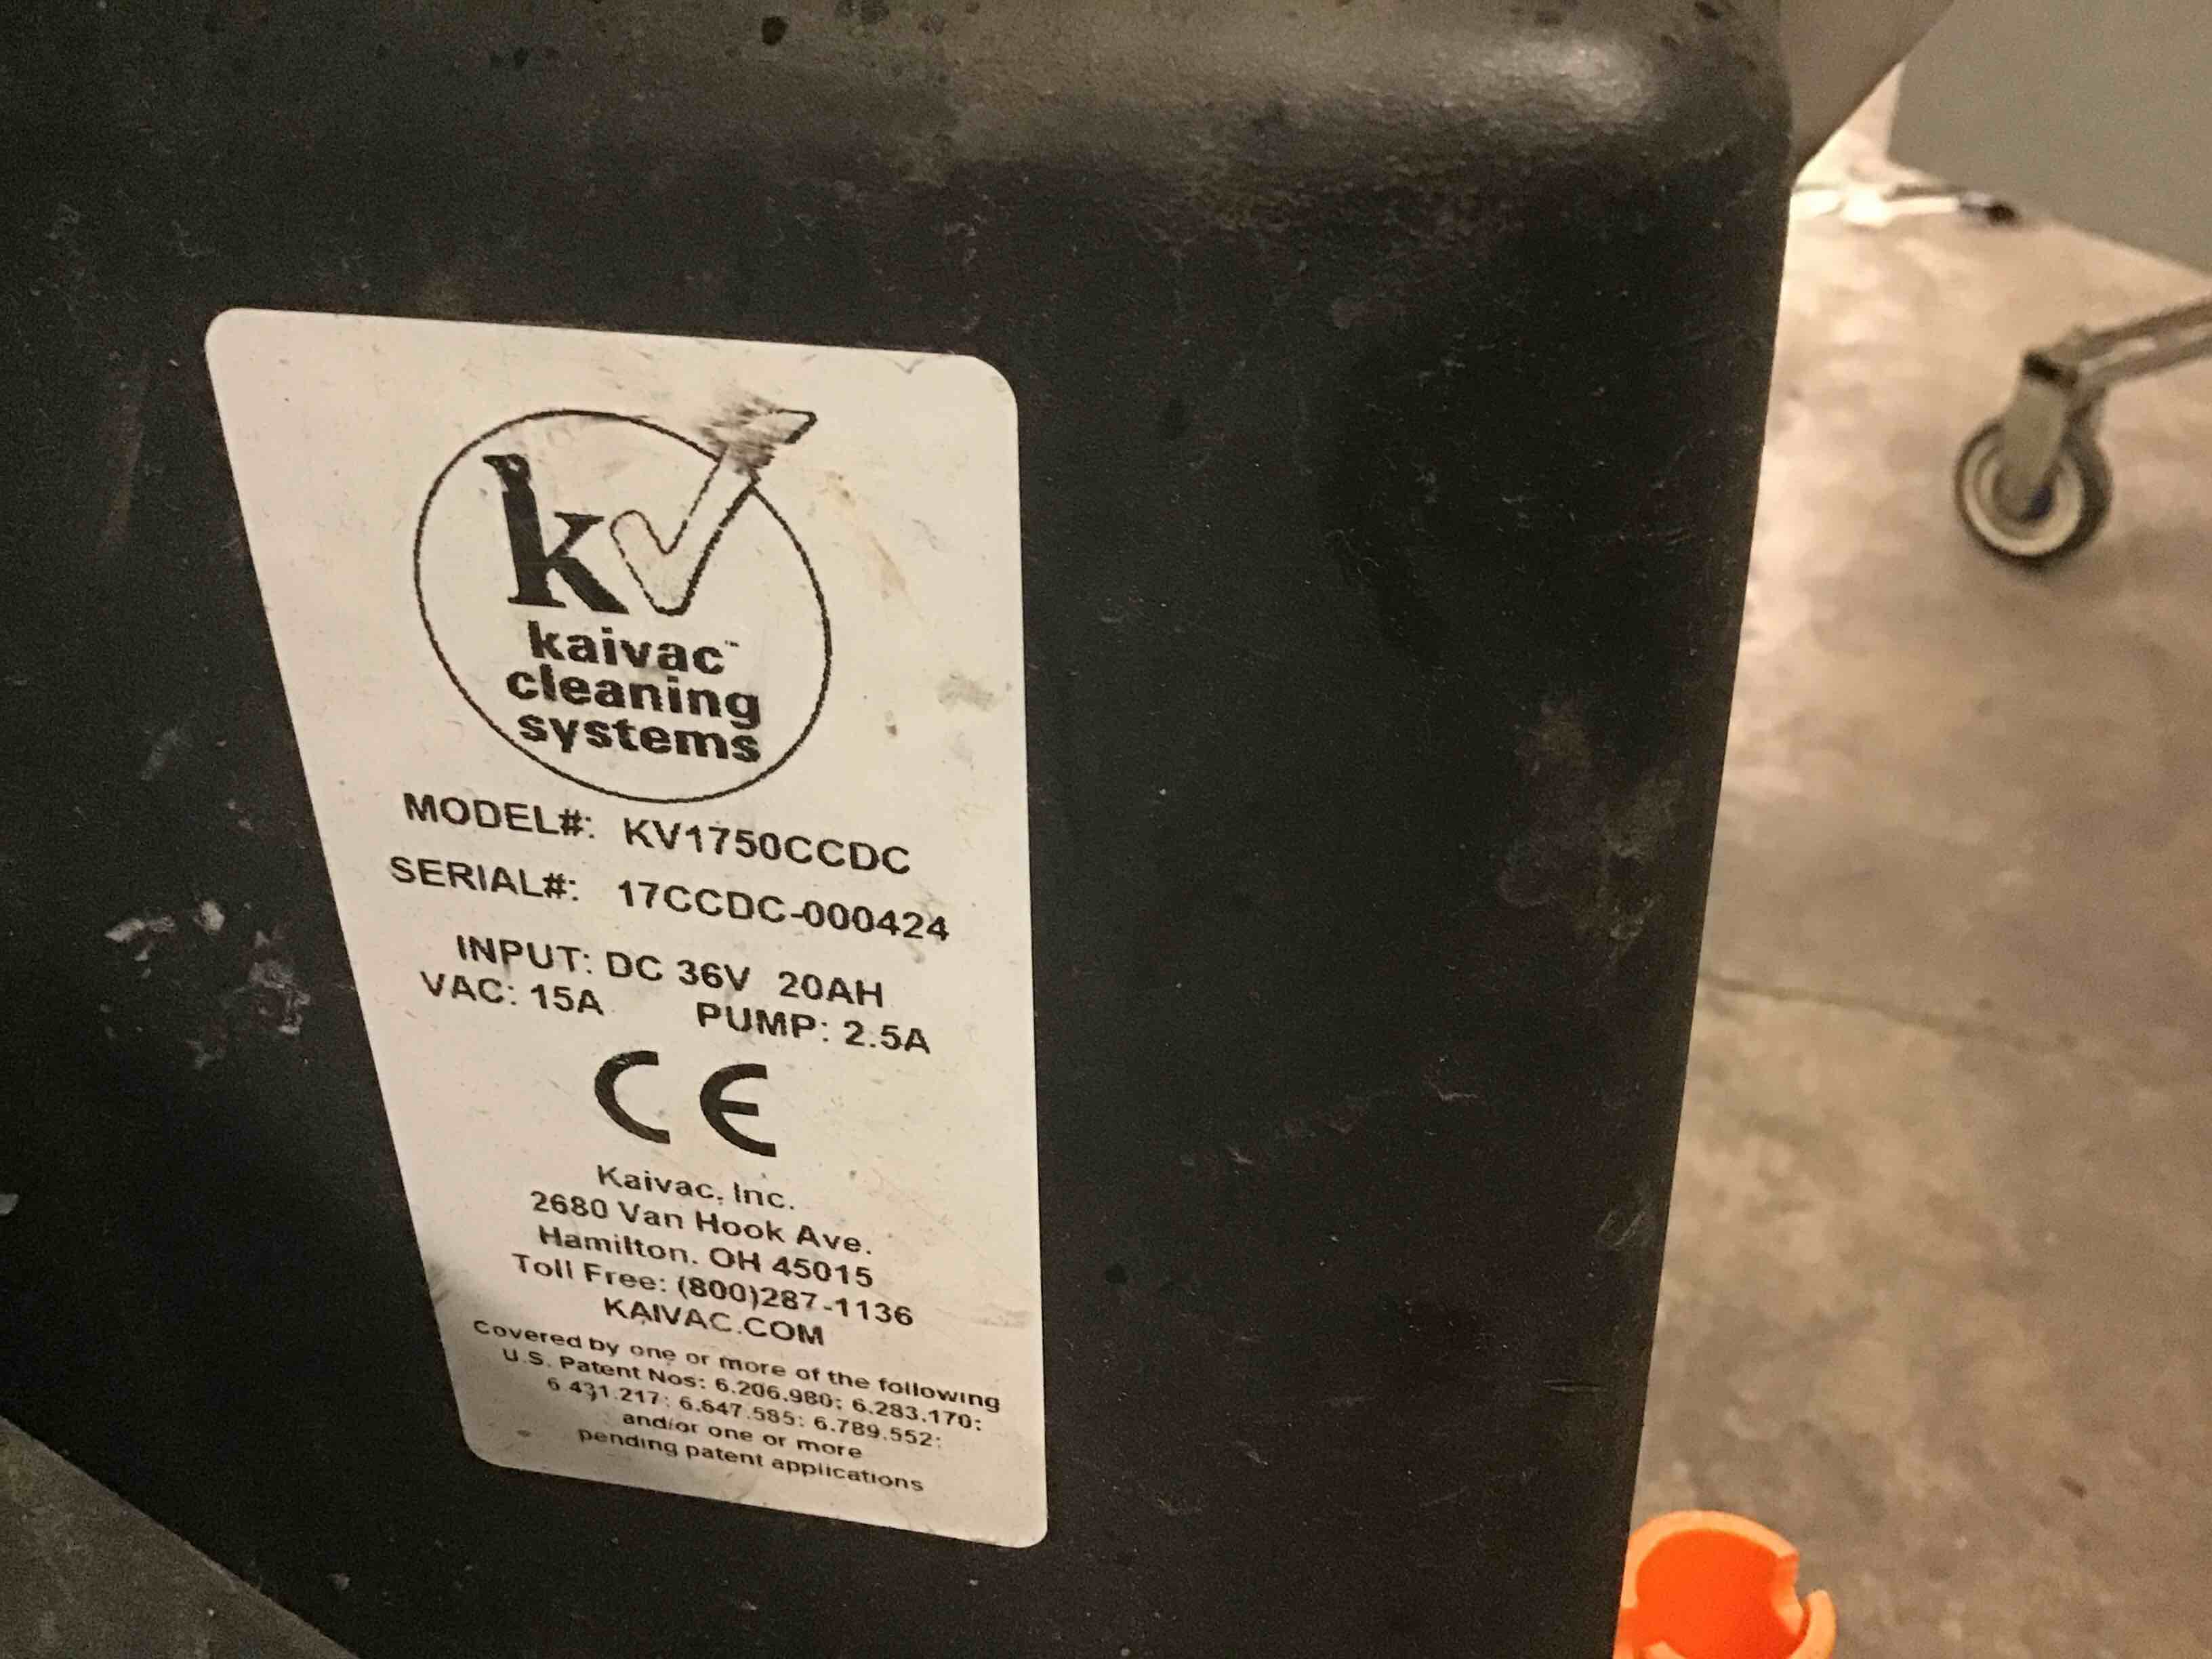 kv
kaivac™
cleaning
systems
MODEL#: KV1750CCDC
SERIAL#: 17CCDC-000424
INPUT: DC 36V 20AH
VAC: 15A PUMP: 2.5A
CE
Kaivac, Inc.
2680 Van Hook Ave.
Hamilton, OH 45015
Toll Free: (800)287-1136
KAIVAC.COM
Covered by one or more of the following
U.S. Patent Nos: 6,206,980; 6,283,170;
6,431,217; 6,647,585; 6,789,552;
and/or one or more
pending patent applications